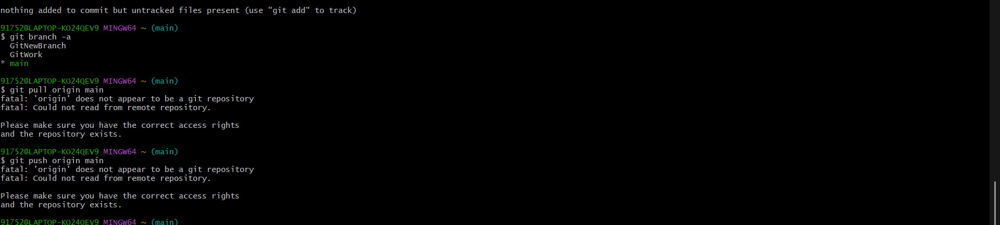 nothing added to commit but untracked files present (use "git add" to track)
91752@LAPTOP-KO24QEV9 MINGW64 ~ (main)
$ git branch -a
  GitNewBranch
  GitWork
* main
91752@LAPTOP-KO24QEV9 MINGW64 ~ (main)
$ git pull origin main
fatal: 'origin' does not appear to be a git repository
fatal: Could not read from remote repository.
Please make sure you have the correct access rights
and the repository exists.
91752@LAPTOP-KO24QEV9 MINGW64 ~ (main)
$ git push origin main
fatal: 'origin' does not appear to be a git repository
fatal: Could not read from remote repository.
Please make sure you have the correct access rights
and the repository exists.
91752@LAPTOP-KO24QEV9 MINGW64 ~ (main)